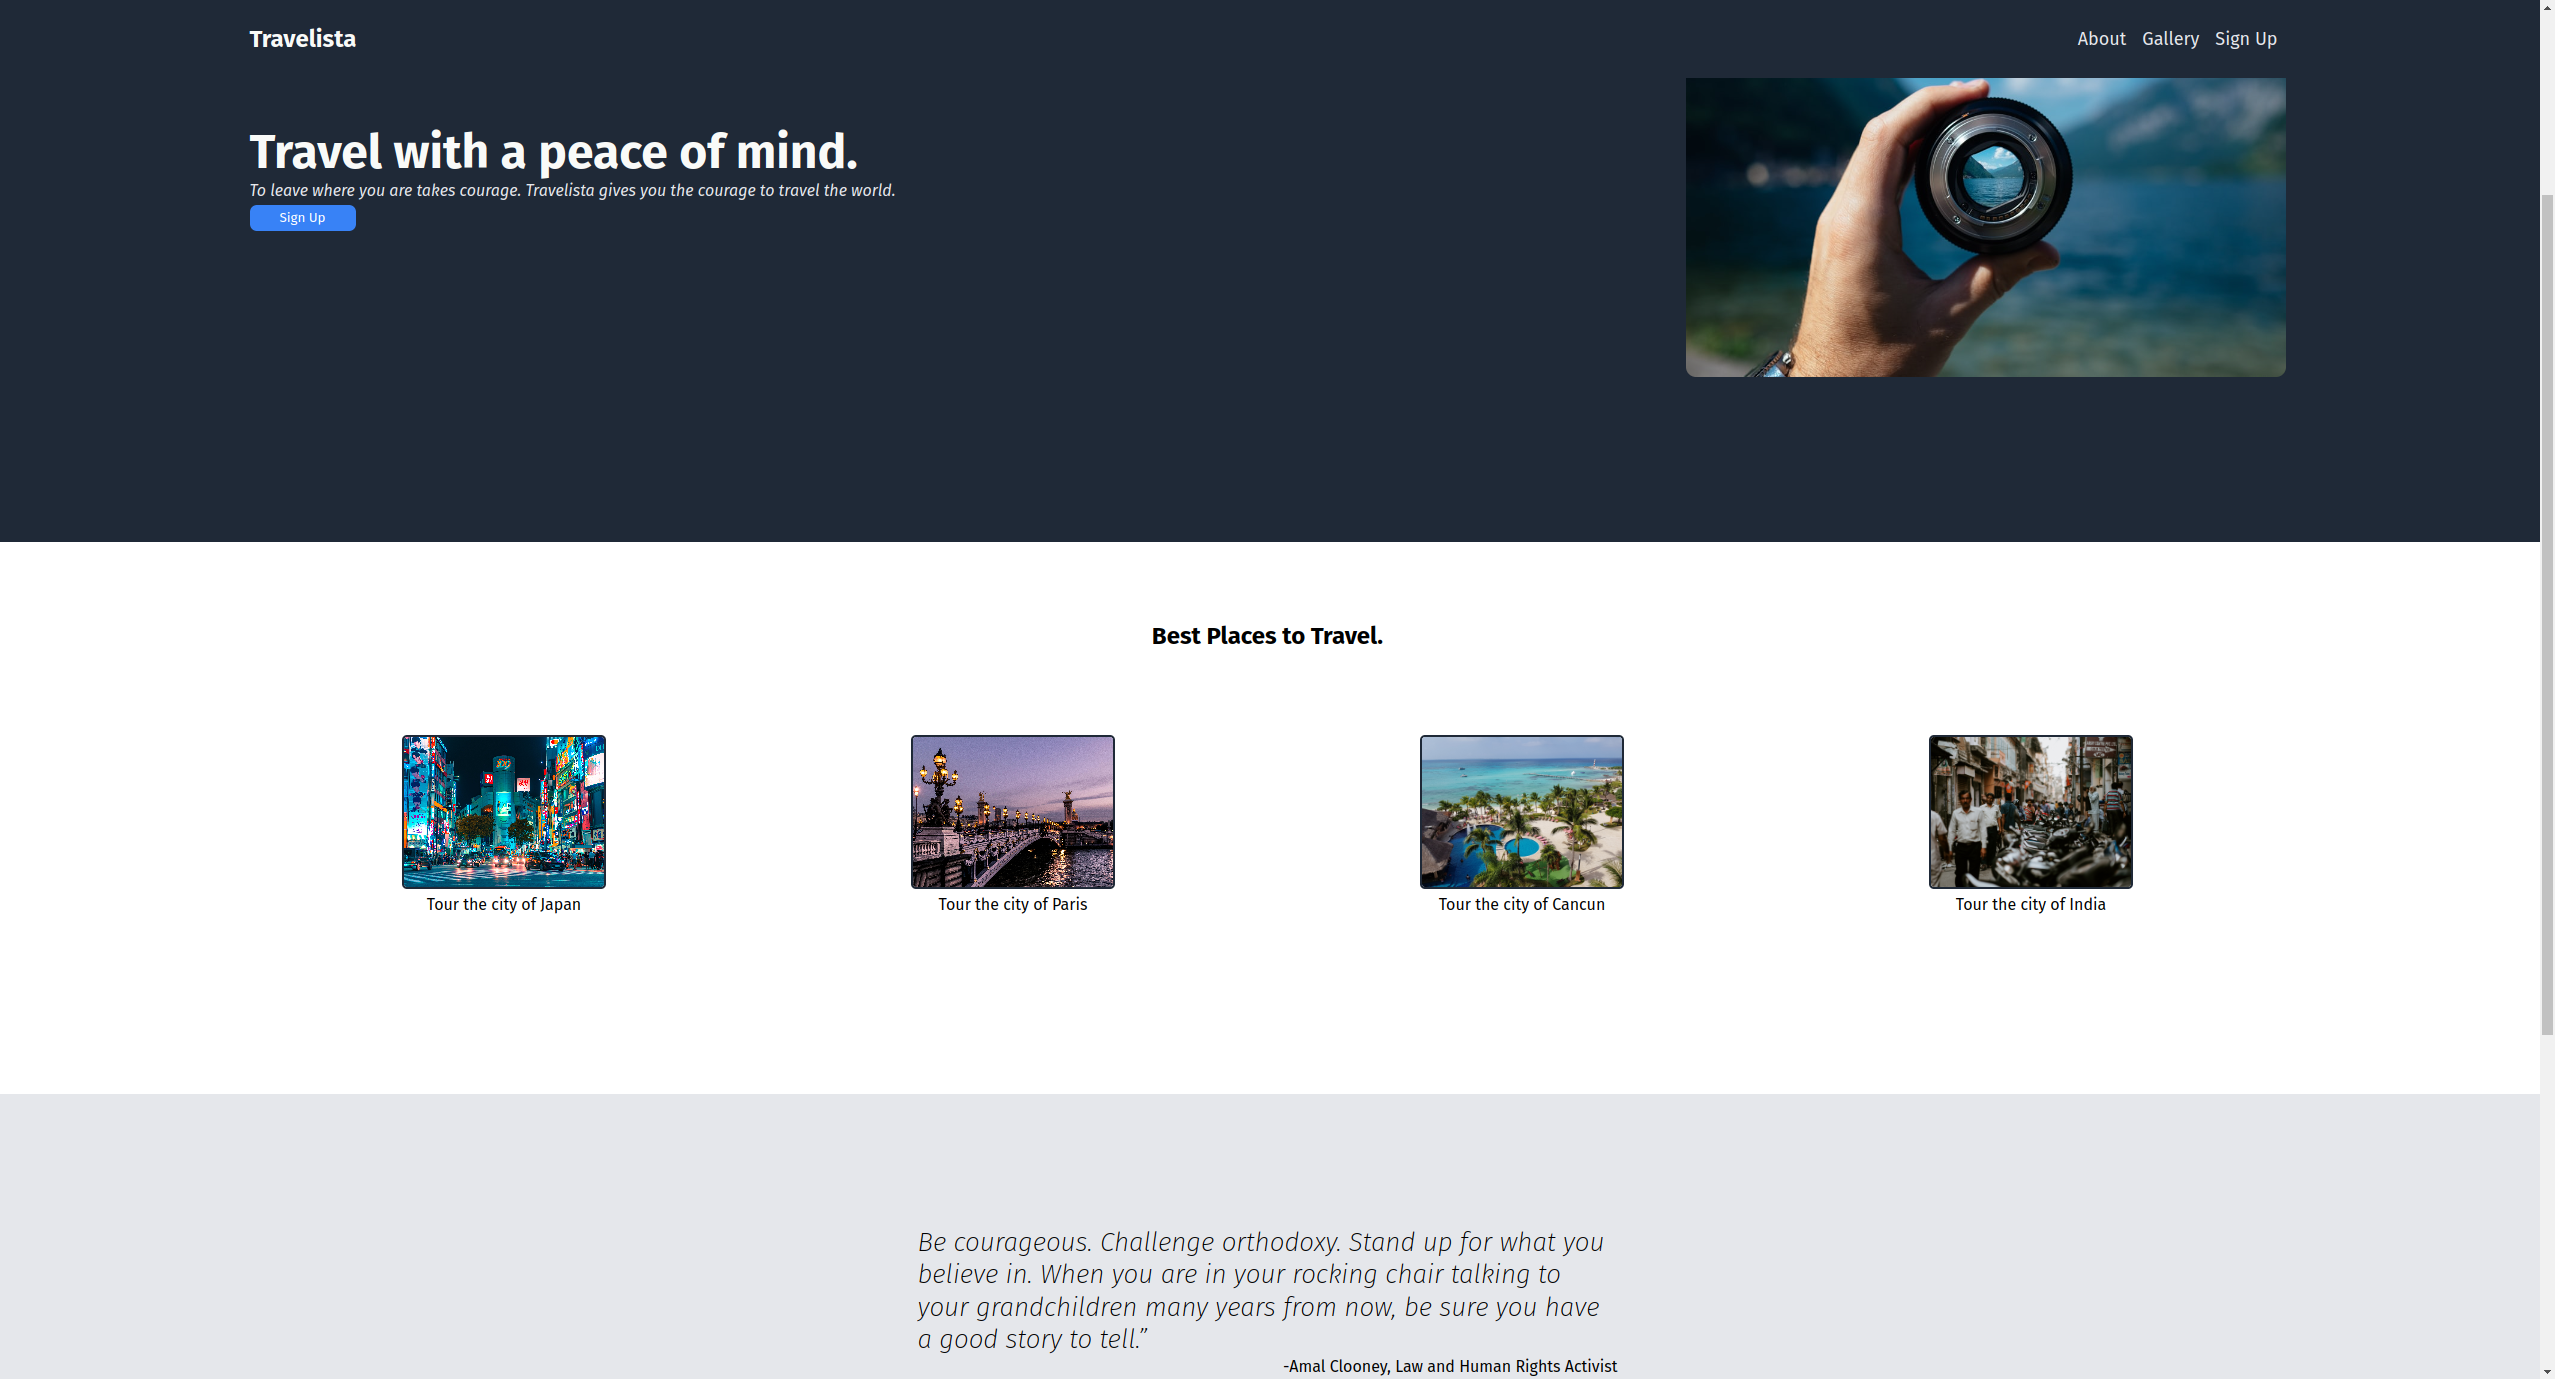 Travelista
About Gallery Sign Up
Travel with a peace of mind.
To leave where you are takes courage. Travelista gives you the courage to travel the world.
Sign Up
Best Places to Travel.
Tour the city of Japan
Tour the city of Paris
Tour the city of Cancun
Tour the city of India
Be courageous. Challenge orthodoxy. Stand up for what you
believe in. When you are in your rocking chair talking to
your grandchildren many years from now, be sure you have
a good story to tell.”
-Amal Clooney, Law and Human Rights Activist